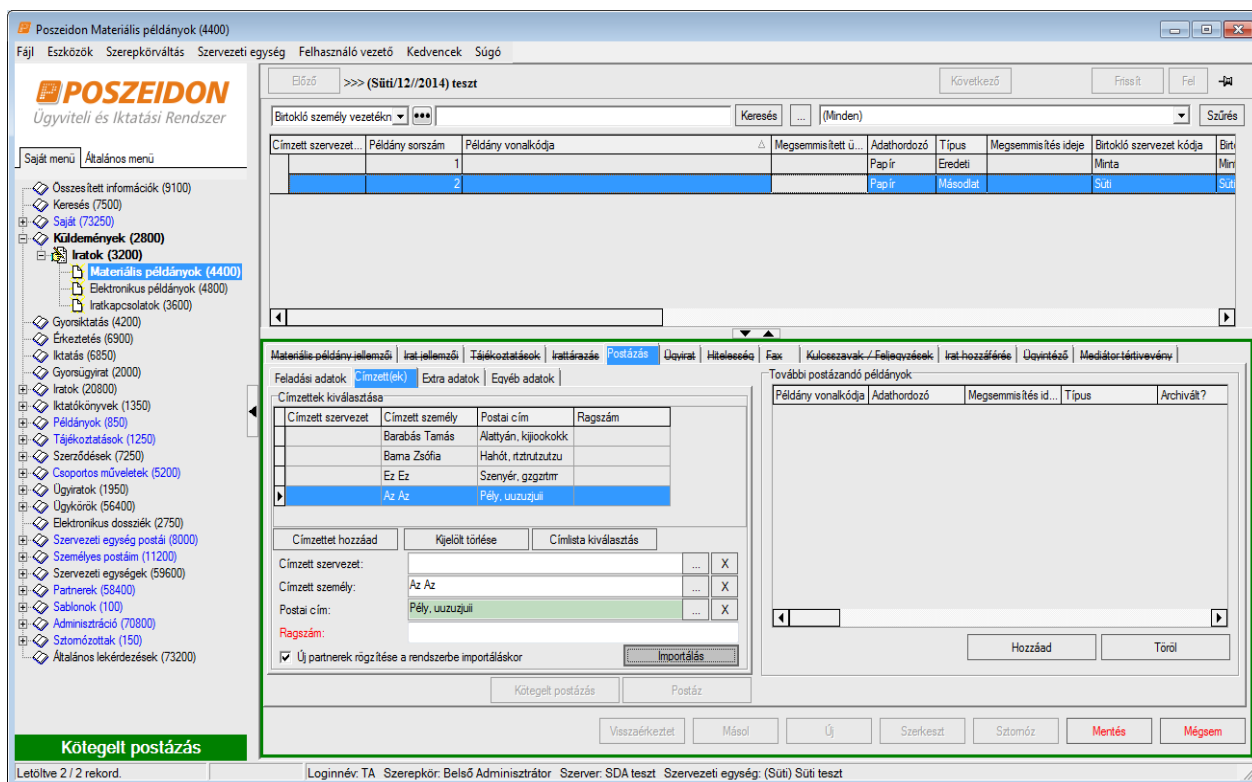 Poszeidon Materiális példányok (4400)
Fájl Eszközök Szerepkörváltás Szervezeti egység Felhasználó vezető Kedvencek Súgó
POSZEIDON
Ügyviteli és Iktatási Rendszer
Saját menü Általános menü
Összesített információk (9100)
Keresés (7500)
Saját (73250)
Küldemények (2800)
Iratok (3200)
Materiális példányok (4400)
Elektronikus példányok (4800)
Iratkapcsolatok (3600)
Gyorsiktatás (4200)
Érkeztetés (6900)
Iktatás (6850)
Gyorsügyirat (2000)
Iratok (20800)
Iktatókönyvek (1350)
Példányok (850)
Tájékoztatások (1250)
Szerződések (7250)
Csoportos műveletek (5200)
Ügyiratok (1950)
Ügykörök (56400)
Elektronikus dossziék (2750)
Szervezeti egység postái (8000)
Személyes postáim (11200)
Szervezeti egységek (59600)
Partnerek (58400)
Sablonok (100)
Adminisztráció (70800)
Sztornózottak (150)
Általános lekérdezések (73200)
Kötegelt postázás
Előző >>> (Süti/12//2014) teszt Következő Frissít Fel
Birtokló személy vezetékn ••• Keresés ... (Minden) Szűrés
Címzett szervezet... Példány sorszám Példány vonalkódja Megsemmisített ü... Adathordozó Típus Megsemmisítés ideje Birtokló szervezet kódja Birt
1 Papír Eredeti Minta Min
2 Papír Másodlat Süti Süti
Materiális példány jellemzői Irat jellemzői Tájékoztatások Irattárazás Postázás Ügyirat Hitelesség Fax Kulcsszavak / Feljegyzések Irat hozzáférés Ügyintéző Mediátor tértivevény
Feladási adatok Címzett(ek) Extra adatok Egyéb adatok
Címzettek kiválasztása
Címzett szervezet Címzett személy Postai cím Ragszám
Barabás Tamás Alattyán, kijiookokk
Barna Zsófia Hahót, rtztrutzutzu
Ez Ez Szenyér, gzgzrtrrr
Az Az Pély, uuzuzjuii
Címzettet hozzáad Kijelölt törlése Címlista kiválasztás
Címzett szervezet: ... X
Címzett személy: Az Az ... X
Postai cím: Pély, uuzuzjuii ... X
Ragszám:
Új partnerek rögzítése a rendszerbe importáláskor Importálás
További postázandó példányok
Példány vonalkódja Adathordozó Megsemmisítés id... Típus Archivált?
Hozzáad Töröl
Kötegelt postázás Postáz
Visszaérkeztet Másol Új Szerkeszt Sztornóz Mentés Mégsem
Letöltve 2 / 2 rekord. Loginnév: TA Szerepkör: Belső Adminisztrátor Szerver: SDA teszt Szervezeti egység: (Süti) Süti teszt